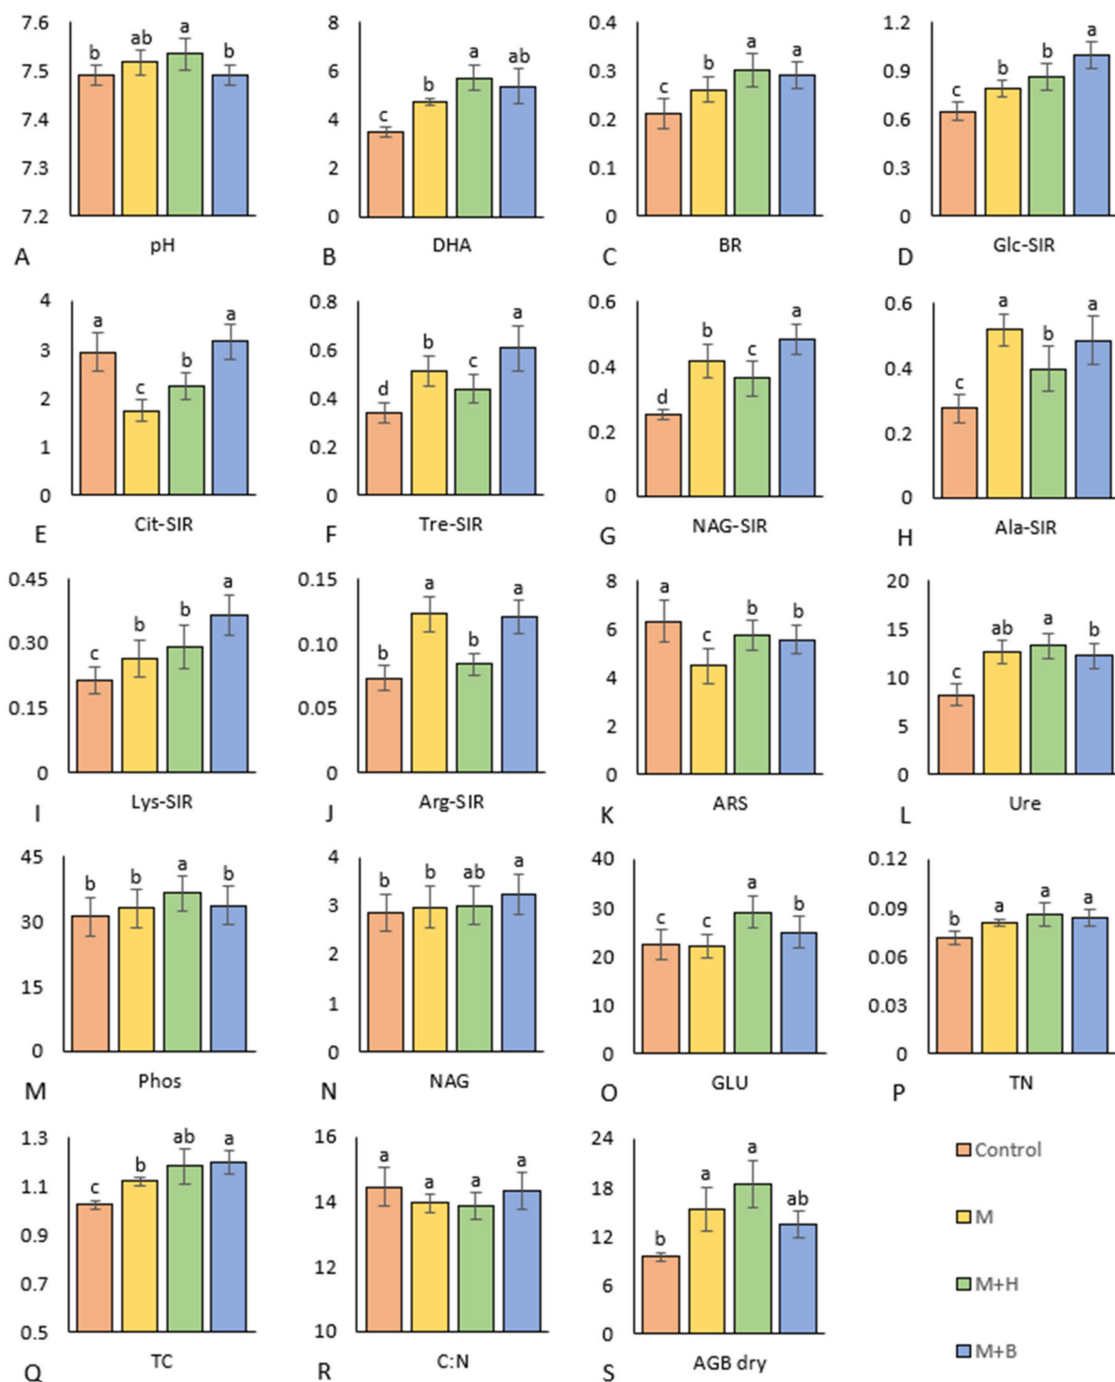 7.6
7.5
7.4
7.3
7.2
b ab a b
A pH
8
6
4
2
0
c b a ab
B DHA
0.4
0.3
0.2
0.1
0
c b a a
C BR
1.2
0.9
0.6
0.3
0
c b b a
D Glc-SIR
4
3
2
1
0
a c b a
E Cit-SIR
0.8
0.6
0.4
0.2
0
d b c a
F Tre-SIR
0.6
0.4
0.2
0
d b c a
G NAG-SIR
0.6
0.4
0.2
0
c a b a
H Ala-SIR
0.45
0.30
0.15
0
c b b a
I Lys-SIR
0.15
0.10
0.05
0
b a b a
J Arg-SIR
8
6
4
2
0
a c b b
K ARS
20
15
10
5
0
c ab a b
L Ure
45
30
15
0
b b a b
M Phos
4
3
2
1
0
b b ab a
N NAG
40
30
20
10
0
c c a b
O GLU
0.12
0.09
0.06
0.03
0
b a a a
P TN
1.3
1.1
0.9
0.7
0.5
c b ab a
Q TC
16
14
12
10
a a a a
R C:N
24
18
12
6
0
b a a ab
S AGB dry
Control
M
M+H
M+B